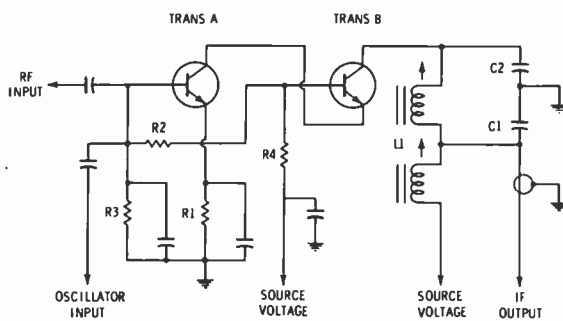 TRANS A
TRANS B
RF
INPUT
C2
R2
C1
R4
L1
R3
R1
OSCILLATOR
INPUT
SOURCE
VOLTAGE
SOURCE
VOLTAGE
IF
OUTPUT